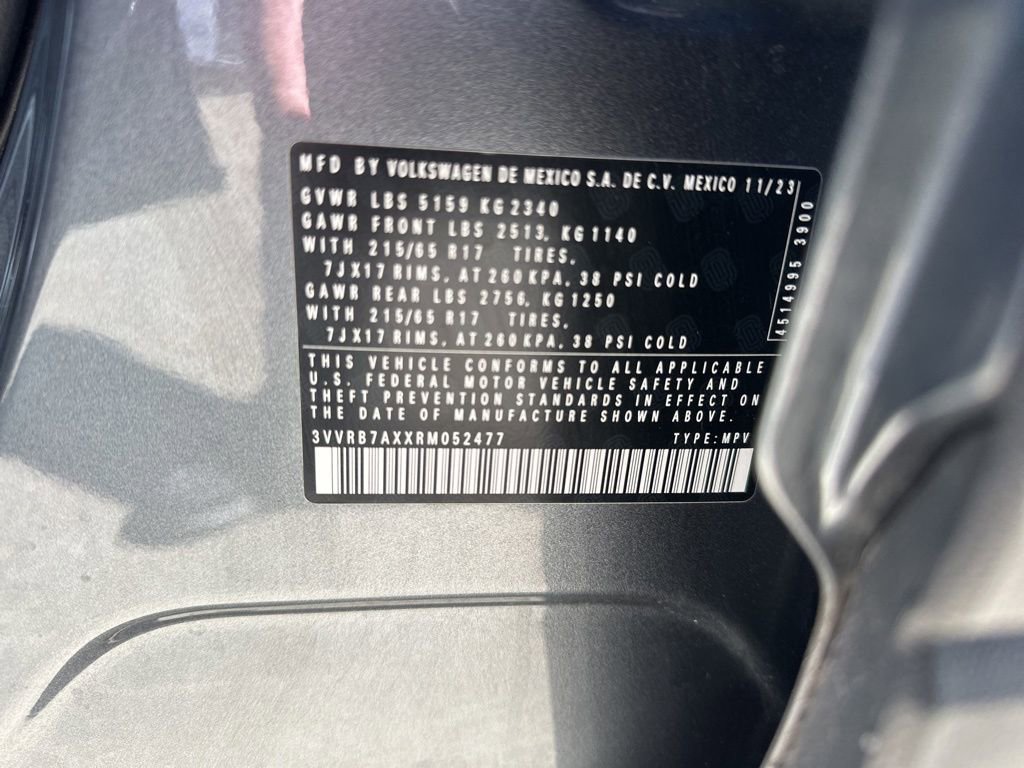 MFD BY VOLKSWAGEN DE MEXICO S.A. DE C.V. MEXICO 11/23
GVWR LBS 5159 KG 2340
GAWR FRONT LBS 2513, KG 1140
WITH 215/65 R17 TIRES,
7JX17 RIMS, AT 260 KPA, 38 PSI COLD
GAWR REAR LBS 2756, KG 1250
WITH 215/65 R17 TIRES,
7JX17 RIMS, AT 260 KPA, 38 PSI COLD
4514995 3900
THIS VEHICLE CONFORMS TO ALL APPLICABLE
U.S. FEDERAL MOTOR VEHICLE SAFETY AND
THEFT PREVENTION STANDARDS IN EFFECT ON
THE DATE OF MANUFACTURE SHOWN ABOVE.
3VVRB7AXXRM052477 TYPE: MPV